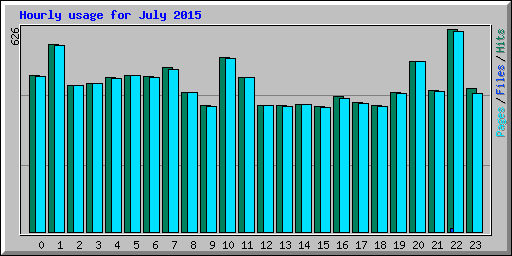 Hourly usage for July 2015
626
Pages/Files/Hits
0 1 2 3 4 5 6 7 8 9 10 11 12 13 14 15 16 17 18 19 20 21 22 23